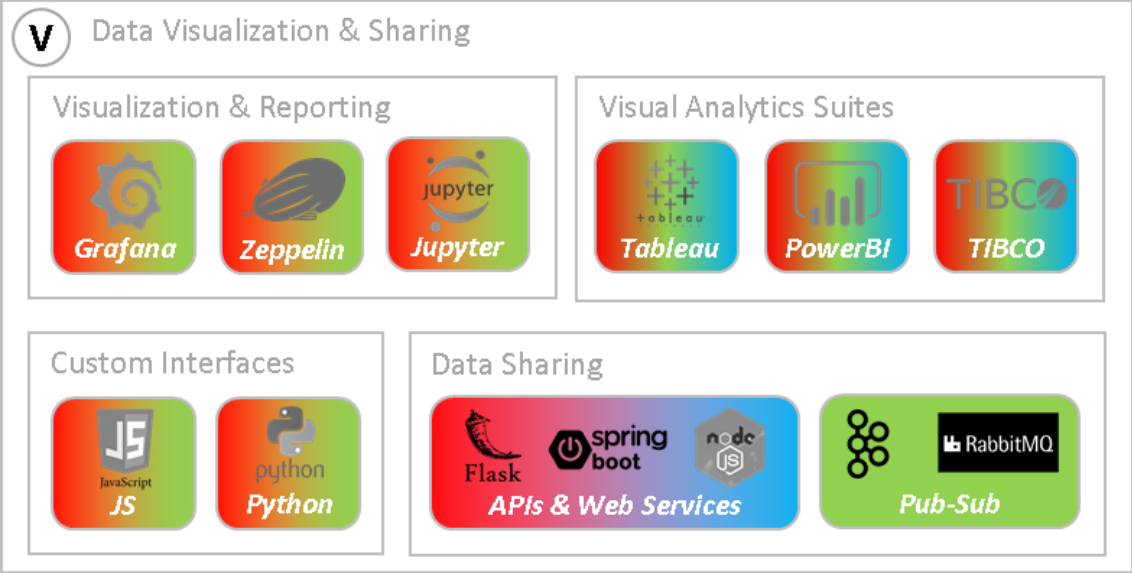 V
Data Visualization & Sharing
Visualization & Reporting
Grafana
Zeppelin
jupyter
Jupyter
Visual Analytics Suites
+ a b l e a u
Tableau
PowerBI
TIBCO
TIBCO
Custom Interfaces
JS
JavaScript
JS
python
Python
Data Sharing
Flask
spring
boot
node
JS
APIs & Web Services
RabbitMQ
Pub-Sub